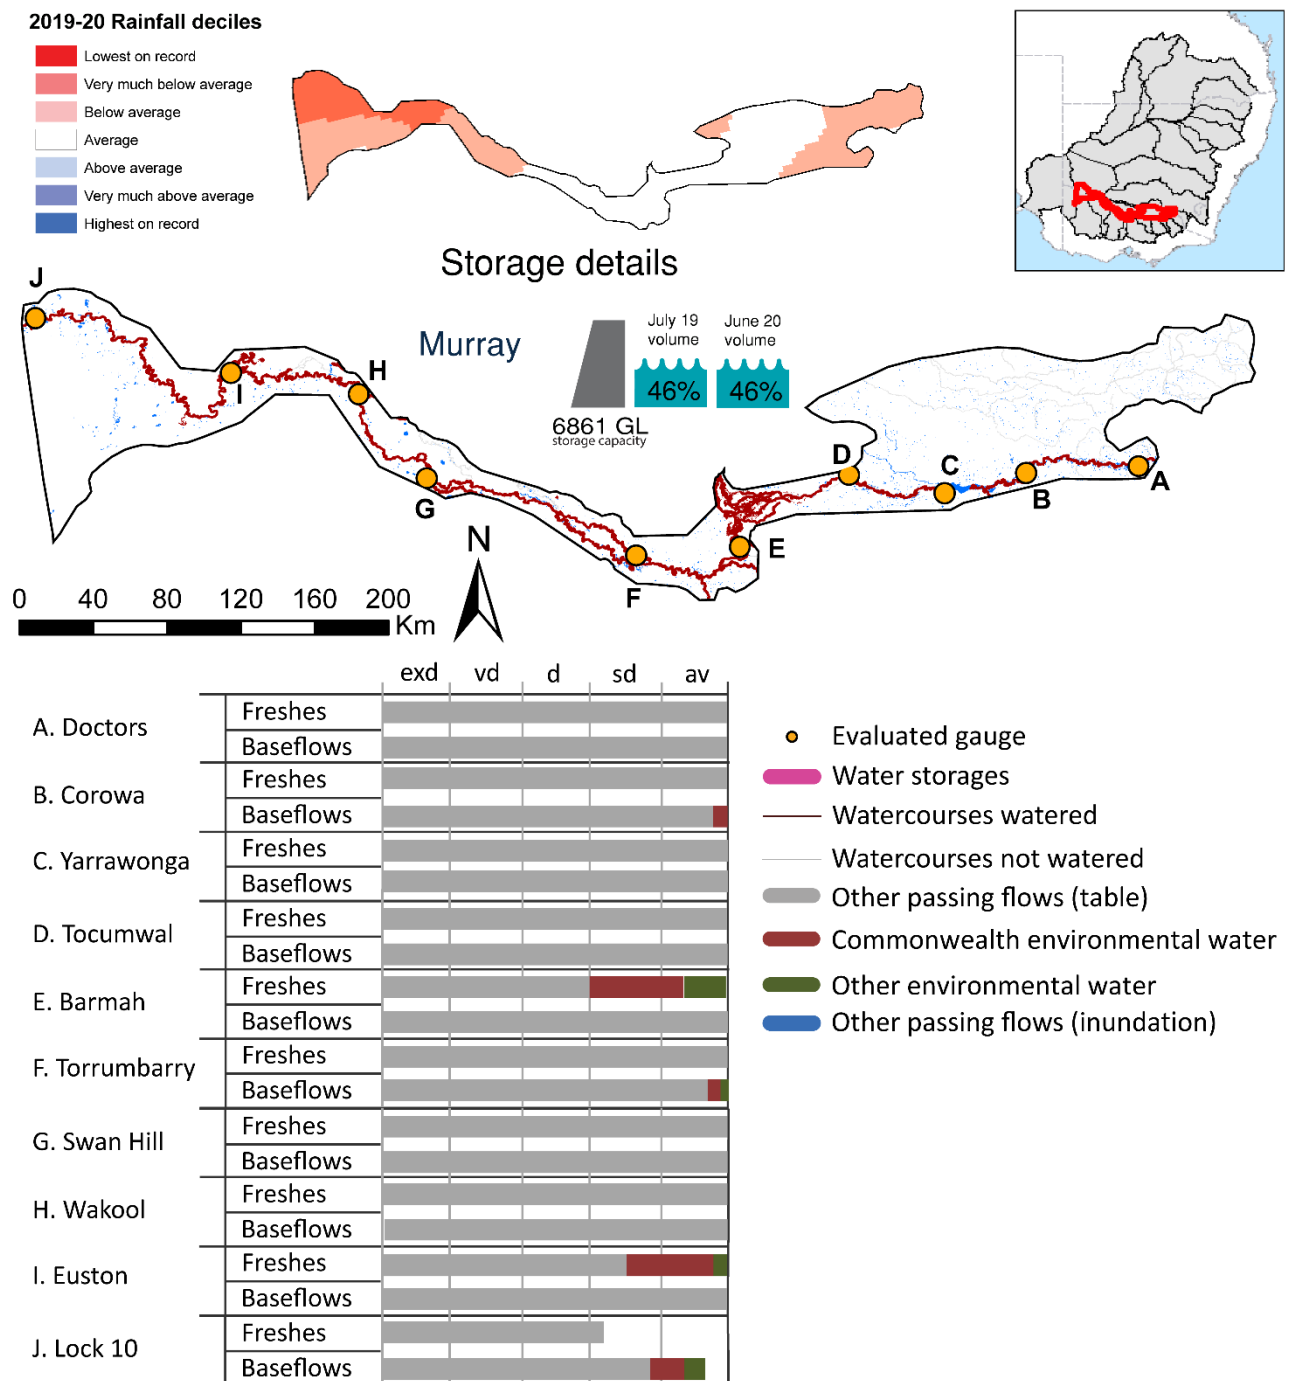 2019-20 Rainfall deciles
Lowest on record
Very much below average
Below average
Average
Above average
Very much above average
Highest on record
Storage details
Murray
July 19
volume
46%
June 20
volume
46%
6861 GL
storage capacity
J
I
H
G
F
E
D
C
B
A
N
0 40 80 120 160 200
Km
exd vd d sd av
A. Doctors
Freshes
Baseflows
B. Corowa
Freshes
Baseflows
C. Yarrawonga
Freshes
Baseflows
D. Tocumwal
Freshes
Baseflows
E. Barmah
Freshes
Baseflows
F. Torrumbarry
Freshes
Baseflows
G. Swan Hill
Freshes
Baseflows
H. Wakool
Freshes
Baseflows
I. Euston
Freshes
Baseflows
J. Lock 10
Freshes
Baseflows
Evaluated gauge
Water storages
Watercourses watered
Watercourses not watered
Other passing flows (table)
Commonwealth environmental water
Other environmental water
Other passing flows (inundation)